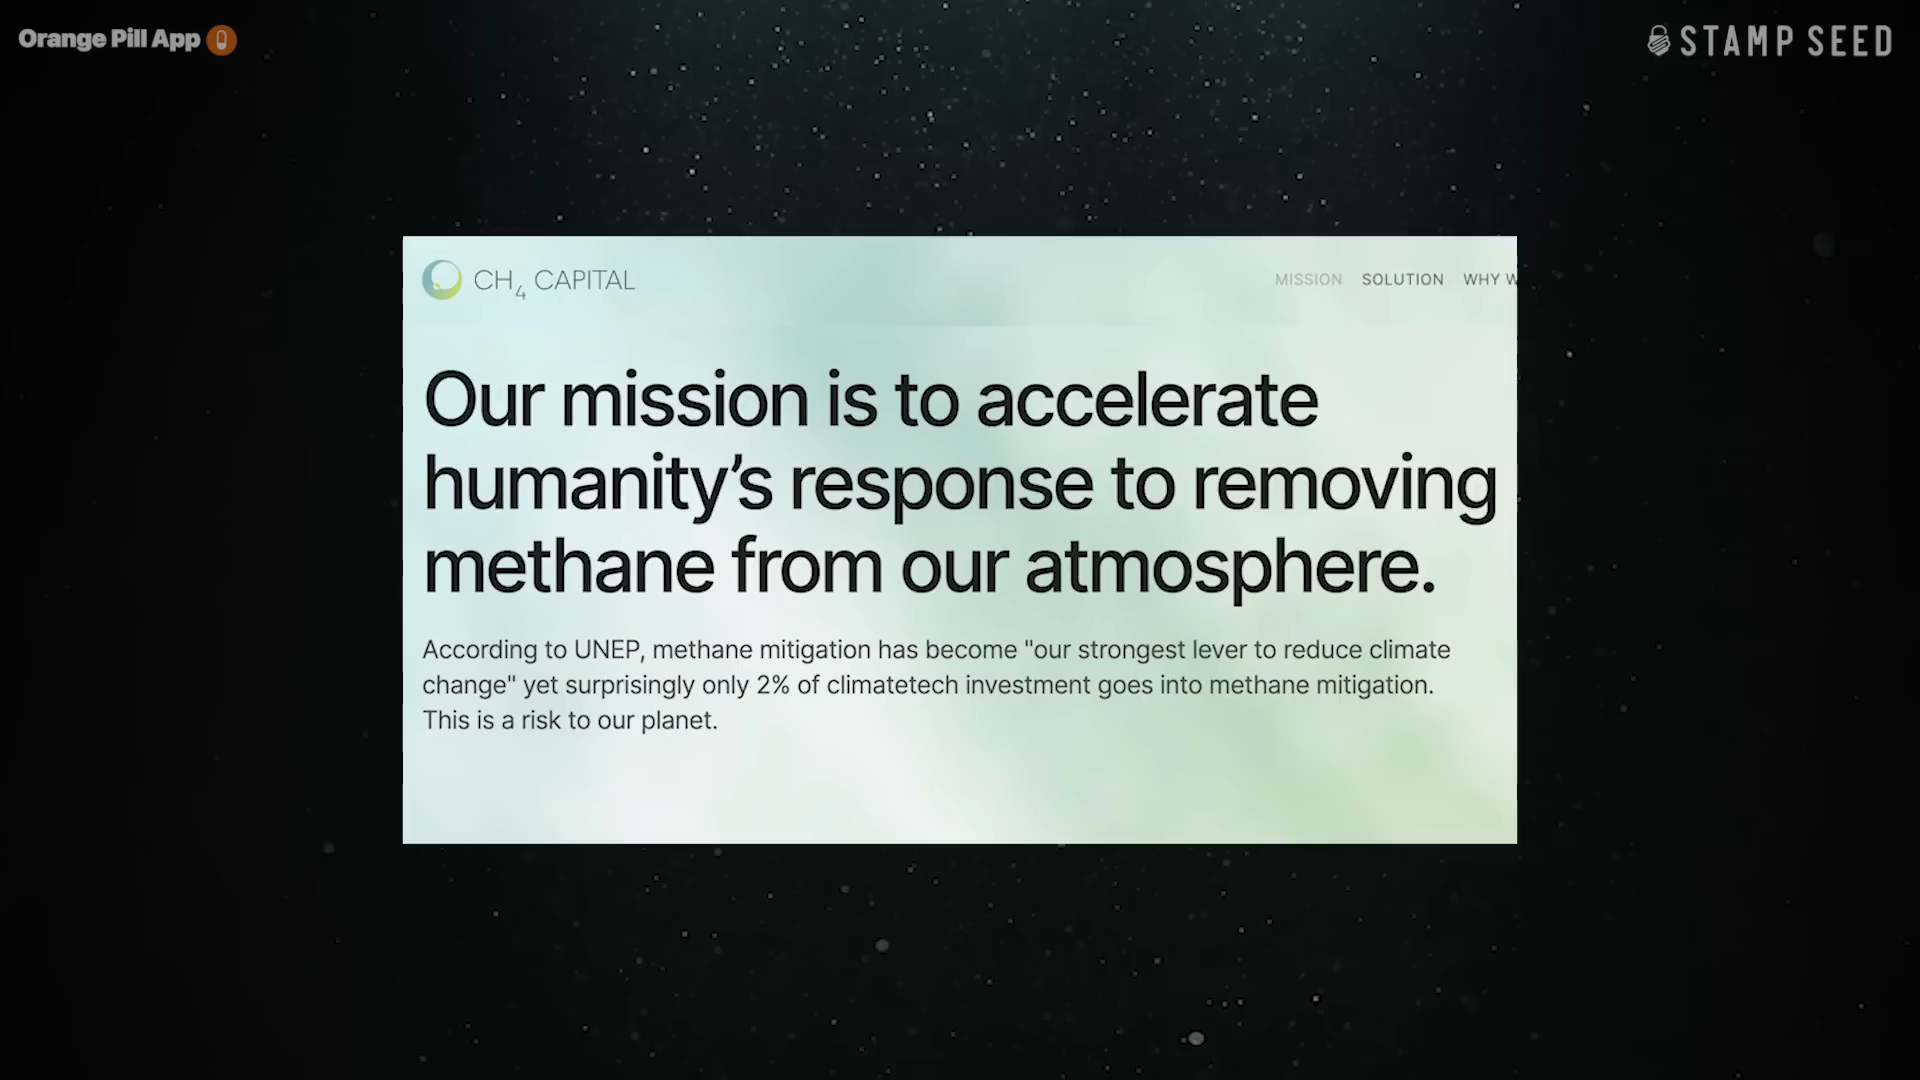 Orange Pill App
STAMP SEED
CH4 CAPITAL
MISSION SOLUTION WHY W
Our mission is to accelerate
humanity’s response to removing
methane from our atmosphere.
According to UNEP, methane mitigation has become "our strongest lever to reduce climate
change" yet surprisingly only 2% of climatetech investment goes into methane mitigation.
This is a risk to our planet.